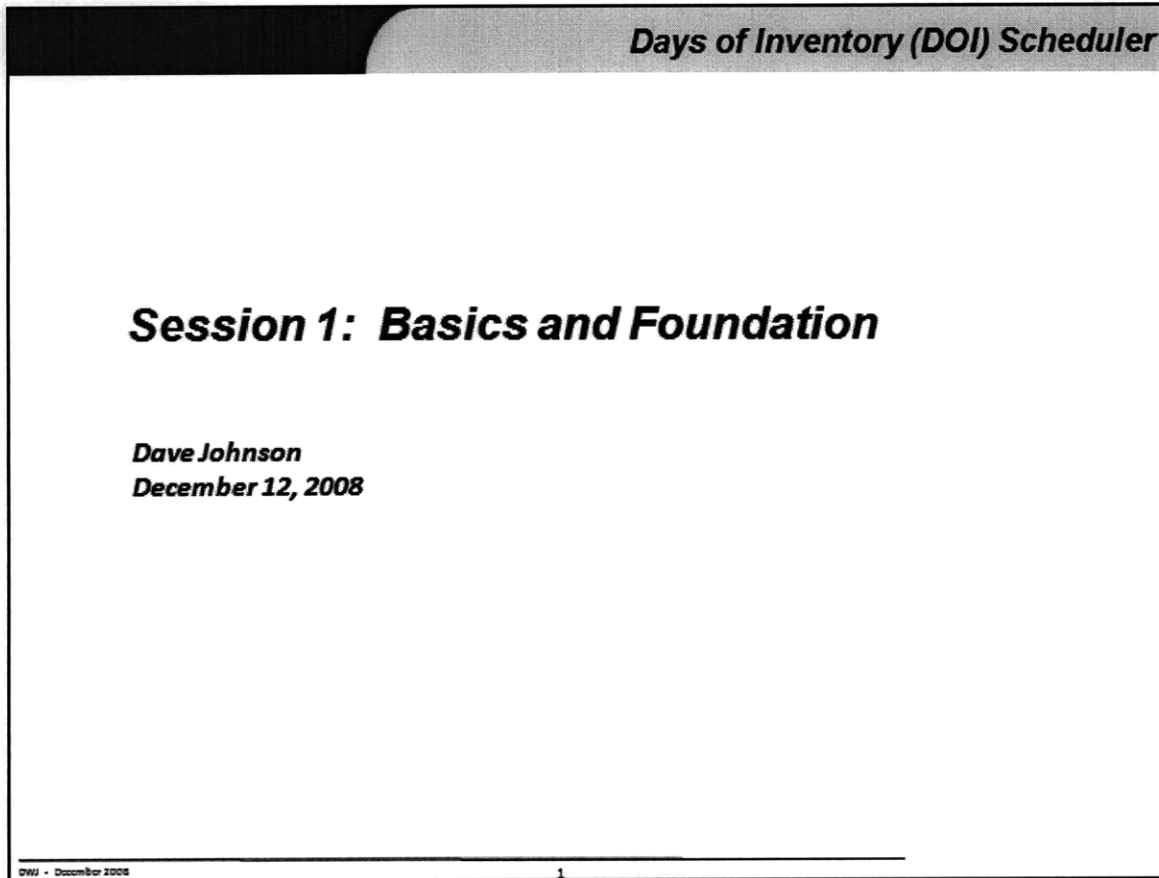 Days of Inventory (DOI) Scheduler
Session 1: Basics and Foundation
Dave Johnson
December 12, 2008
DWJ - December 2008
1